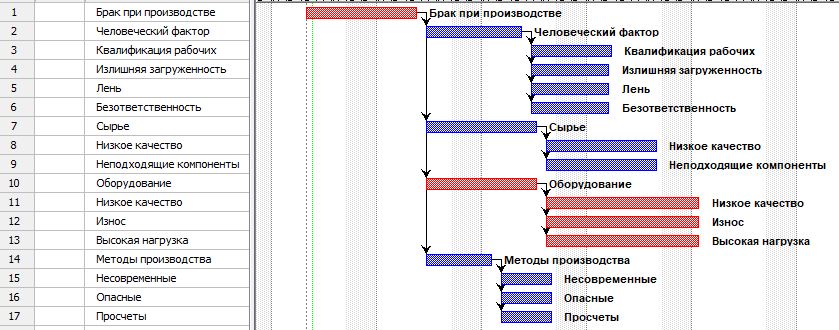 1 Брак при производстве Брак при производстве
2 Человеческий фактор Человеческий фактор
3 Квалификация рабочих Квалификация рабочих
4 Излишняя загруженность Излишняя загруженность
5 Лень Лень
6 Безответственность Безответственность
7 Сырье Сырье
8 Низкое качество Низкое качество
9 Неподходящие компоненты Неподходящие компоненты
10 Оборудование Оборудование
11 Низкое качество Низкое качество
12 Износ Износ
13 Высокая нагрузка Высокая нагрузка
14 Методы производства Методы производства
15 Несовременные Несовременные
16 Опасные Опасные
17 Просчеты Просчеты